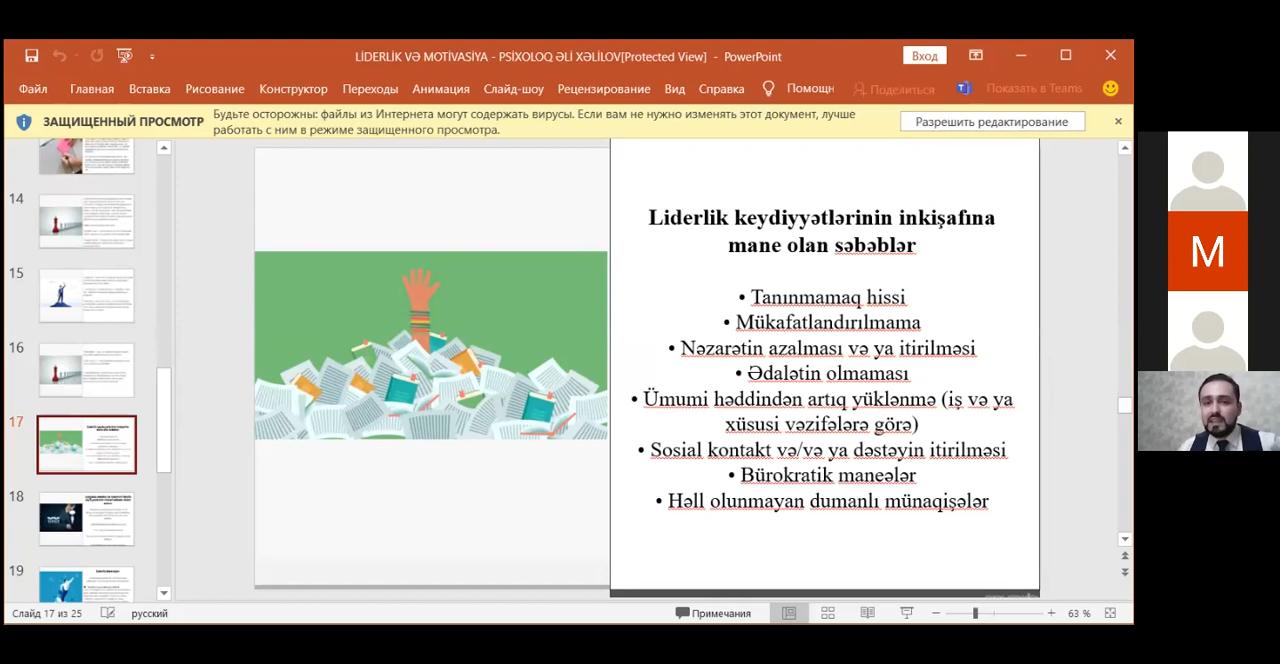 LİDERLİK VƏ MOTİVASİYA - PSİXOLOQ ƏLİ XƏLİLOV[Protected View] - PowerPoint
Вход
Файл Главная Вставка Рисование Конструктор Переходы Анимация Слайд-шоу Рецензирование Вид Справка Помощн Поделиться Показать в Teams
ЗАЩИЩЕННЫЙ ПРОСМОТР
Будьте осторожны: файлы из Интернета могут содержать вирусы. Если вам не нужно изменять этот документ, лучше
работать с ним в режиме защищенного просмотра.
Разрешить редактирование
14
15
16
17
18
19
Liderlik keydiyyətlərinin inkişafına
mane olan səbəblər
• Tanınmamaq hissi
• Mükafatlandırılmama
• Nəzarətin azalması və ya itirilməsi
• Ədalətin olmaması
• Ümumi həddindən artıq yüklənmə (iş və ya
xüsusi vəzifələrə görə)
• Sosial kontakt və/və ya dəstəyin itirilməsi
• Bürokratik maneələr
• Həll olunmayan dumanlı münaqişələr
M
Слайд 17 из 25 русский Примечания 63 %